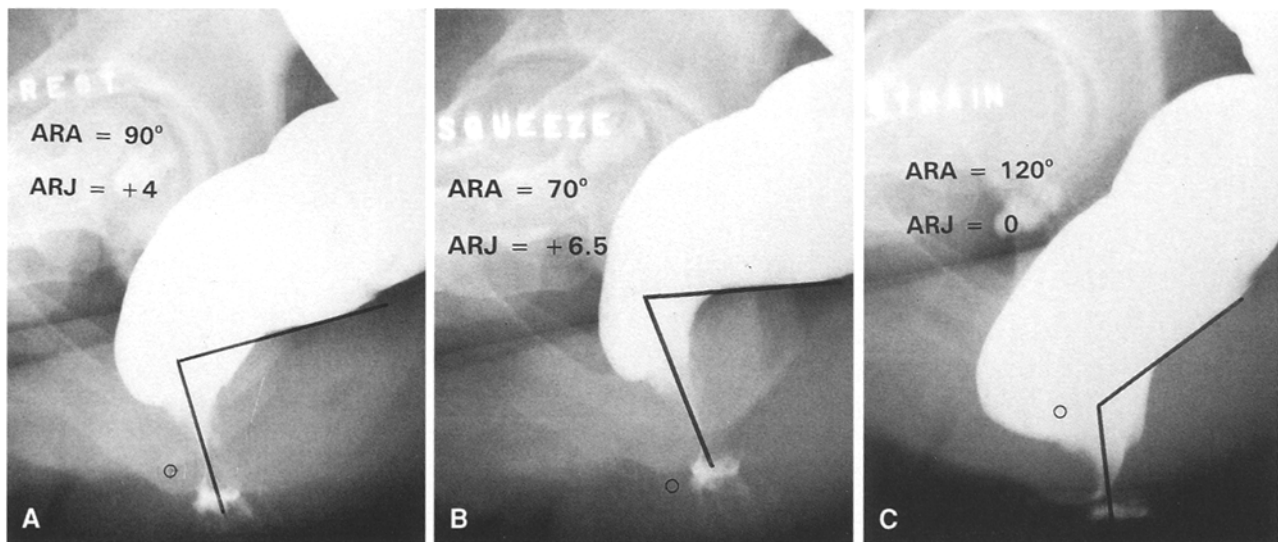 REST
ARA = 90°
ARJ = +4
A
SQUEEZE
ARA = 70°
ARJ = +6.5
B
STRAIN
ARA = 120°
ARJ = 0
C